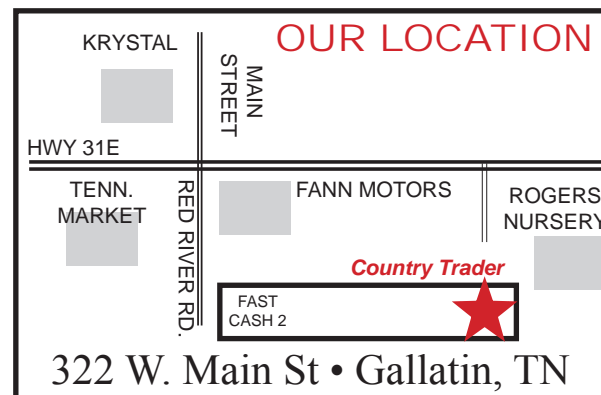 OUR LOCATION
KRYSTAL
MAIN
STREET
HWY 31E
TENN.
MARKET
RED RIVER RD.
FANN MOTORS
ROGERS
NURSERY
Country Trader
FAST
CASH 2
322 W. Main St • Gallatin, TN